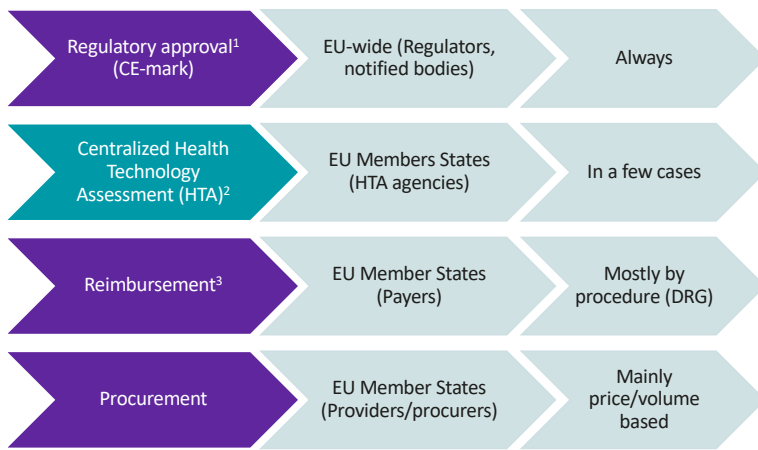 Regulatory approval¹
(CE-mark)
EU-wide (Regulators,
notified bodies)
Always
Centralized Health
Technology
Assessment (HTA)²
EU Members States
(HTA agencies)
In a few cases
Reimbursement³
EU Member States
(Payers)
Mostly by
procedure (DRG)
Procurement
EU Member States
(Providers/procurers)
Mainly
price/volume
based